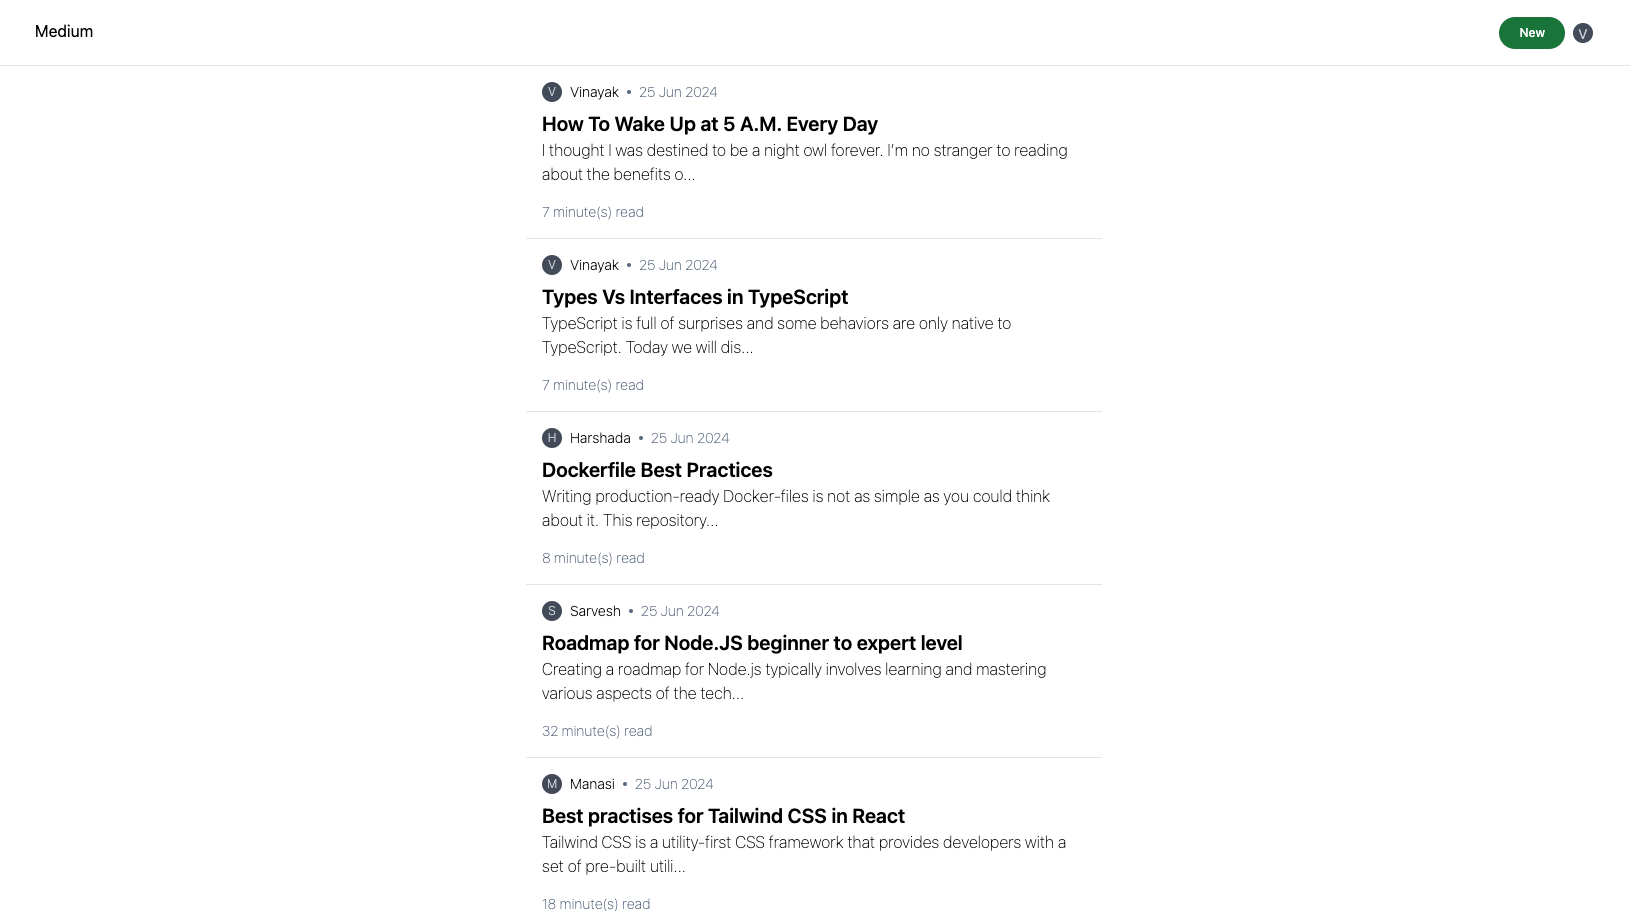 Medium
New
V
V
Vinayak • 25 Jun 2024
How To Wake Up at 5 A.M. Every Day
I thought I was destined to be a night owl forever. I'm no stranger to reading
about the benefits o...
7 minute(s) read
V
Vinayak • 25 Jun 2024
Types Vs Interfaces in TypeScript
TypeScript is full of surprises and some behaviors are only native to
TypeScript. Today we will dis...
7 minute(s) read
H
Harshada • 25 Jun 2024
Dockerfile Best Practices
Writing production-ready Docker-files is not as simple as you could think
about it. This repository...
8 minute(s) read
S
Sarvesh • 25 Jun 2024
Roadmap for Node.JS beginner to expert level
Creating a roadmap for Node.js typically involves learning and mastering
various aspects of the tech...
32 minute(s) read
M
Manasi • 25 Jun 2024
Best practises for Tailwind CSS in React
Tailwind CSS is a utility-first CSS framework that provides developers with a
set of pre-built utili...
18 minute(s) read